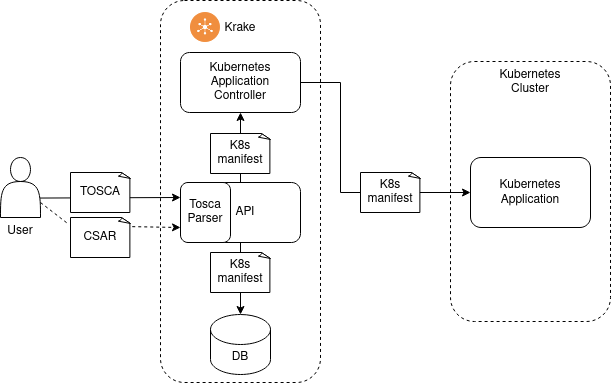 Krake
Kubernetes
Application
Controller
Kubernetes
Cluster
K8s
manifest
TOSCA
K8s
manifest
Kubernetes
Application
Tosca
Parser
API
User
CSAR
K8s
manifest
DB